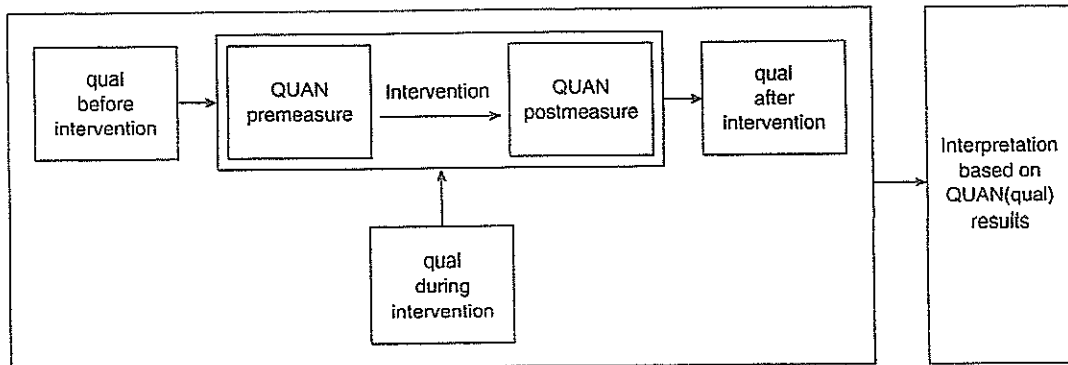 qual
before
intervention
QUAN
premeasure
Intervention
QUAN
postmeasure
qual
after
intervention
qual
during
intervention
Interpretation
based on
QUAN(qual)
results